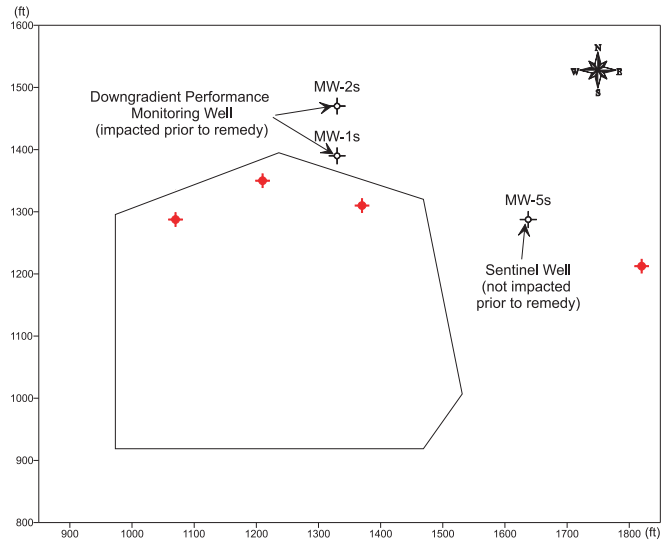 (ft)
1600
1500
1400
1300
1200
1100
1000
900
800
N
W E
S
MW-2s
Downgradient Performance
Monitoring Well
(impacted prior to remedy)
MW-1s
MW-5s
Sentinel Well
(not impacted
prior to remedy)
900 1000 1100 1200 1300 1400 1500 1600 1700 1800 (ft)